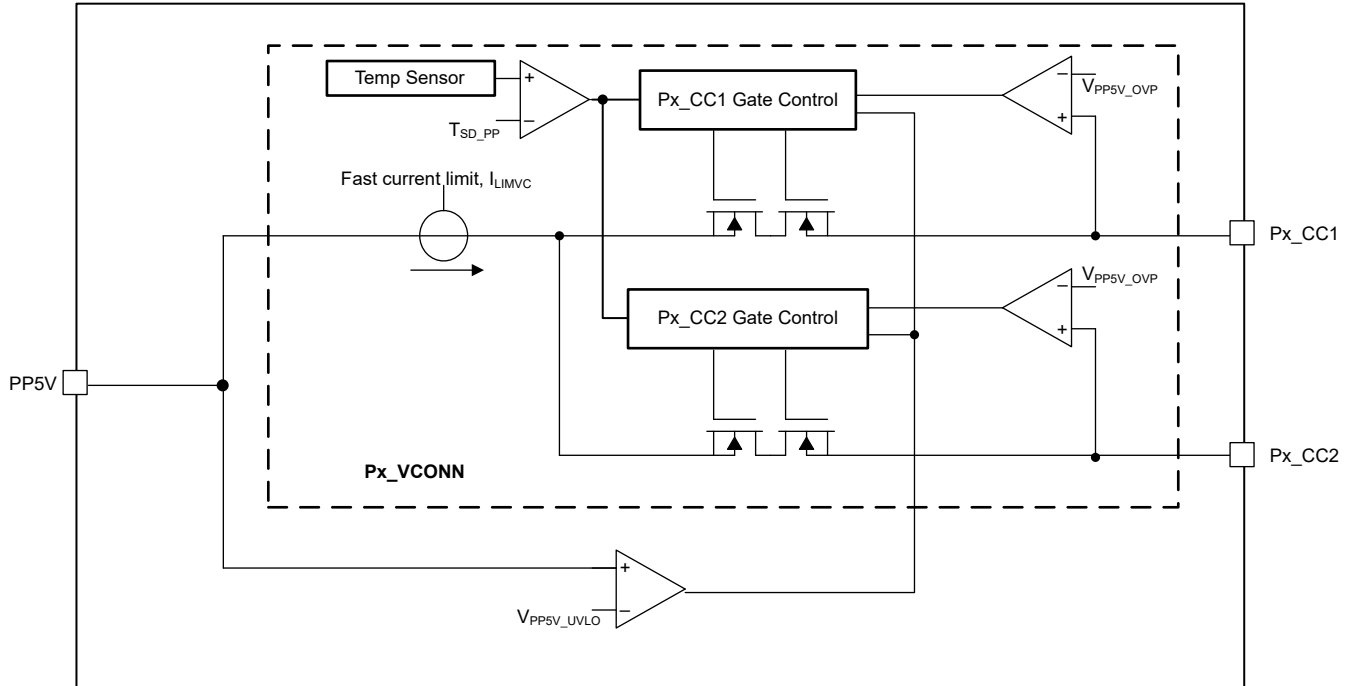 Temp Sensor
+
−
T_SD_PP
Px_CC1 Gate Control
−
V_PP5V_OVP
+
Fast current limit, I_LIMVC
Px_CC1
−
V_PP5V_OVP
+
Px_CC2 Gate Control
PP5V
Px_CC2
Px_VCONN
+
−
V_PP5V_UVLO